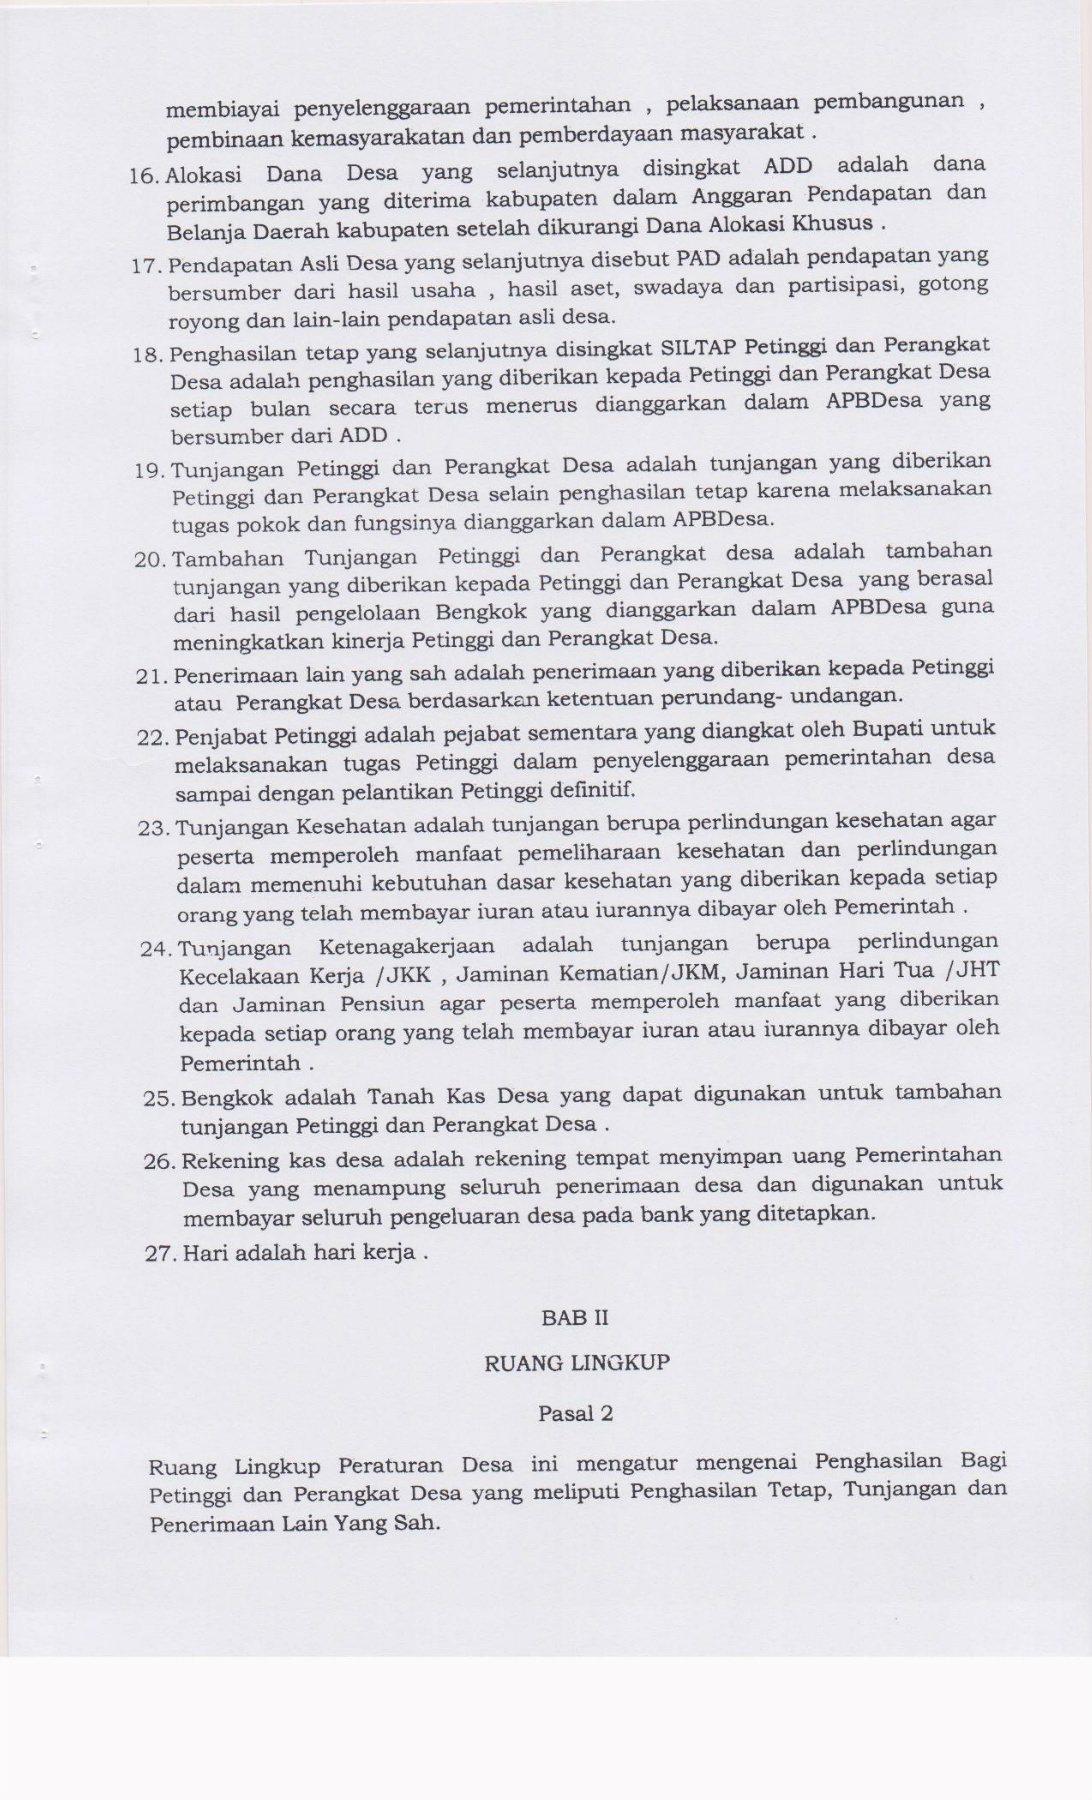 membiayai penyelenggaraan pemerintahan , pelaksanaan pembangunan ,
pembinaan kemasyarakatan dan pemberdayaan masyarakat .
16. Alokasi Dana Desa yang selanjutnya disingkat ADD adalah dana
perimbangan yang diterima kabupaten dalam Anggaran Pendapatan dan
Belanja Daerah kabupaten setelah dikurangi Dana Alokasi Khusus .
17. Pendapatan Asli Desa yang selanjutnya disebut PAD adalah pendapatan yang
bersumber dari hasil usaha , hasil aset, swadaya dan partisipasi, gotong
royong dan lain-lain pendapatan asli desa.
18. Penghasilan tetap yang selanjutnya disingkat SILTAP Petinggi dan Perangkat
Desa adalah penghasilan yang diberikan kepada Petinggi dan Perangkat Desa
setiap bulan secara terus menerus dianggarkan dalam APBDesa yang
bersumber dari ADD .
19. Tunjangan Petinggi dan Perangkat Desa adalah tunjangan yang diberikan
Petinggi dan Perangkat Desa selain penghasilan tetap karena melaksanakan
tugas pokok dan fungsinya dianggarkan dalam APBDesa.
20. Tambahan Tunjangan Petinggi dan Perangkat desa adalah tambahan
tunjangan yang diberikan kepada Petinggi dan Perangkat Desa yang berasal
dari hasil pengelolaan Bengkok yang dianggarkan dalam APBDesa guna
meningkatkan kinerja Petinggi dan Perangkat Desa.
21. Penerimaan lain yang sah adalah penerimaan yang diberikan kepada Petinggi
atau Perangkat Desa berdasarkan ketentuan perundang- undangan.
22. Penjabat Petinggi adalah pejabat sementara yang diangkat oleh Bupati untuk
melaksanakan tugas Petinggi dalam penyelenggaraan pemerintahan desa
sampai dengan pelantikan Petinggi definitif.
23. Tunjangan Kesehatan adalah tunjangan berupa perlindungan kesehatan agar
peserta memperoleh manfaat pemeliharaan kesehatan dan perlindungan
dalam memenuhi kebutuhan dasar kesehatan yang diberikan kepada setiap
orang yang telah membayar iuran atau iurannya dibayar oleh Pemerintah .
24. Tunjangan Ketenagakerjaan adalah tunjangan berupa perlindungan
Kecelakaan Kerja /JKK , Jaminan Kematian/JKM, Jaminan Hari Tua /JHT
dan Jaminan Pensiun agar peserta memperoleh manfaat yang diberikan
kepada setiap orang yang telah membayar iuran atau iurannya dibayar oleh
Pemerintah .
25. Bengkok adalah Tanah Kas Desa yang dapat digunakan untuk tambahan
tunjangan Petinggi dan Perangkat Desa .
26. Rekening kas desa adalah rekening tempat menyimpan uang Pemerintahan
Desa yang menampung seluruh penerimaan desa dan digunakan untuk
membayar seluruh pengeluaran desa pada bank yang ditetapkan.
27. Hari adalah hari kerja .
BAB II
RUANG LINGKUP
Pasal 2
Ruang Lingkup Peraturan Desa ini mengatur mengenai Penghasilan Bagi
Petinggi dan Perangkat Desa yang meliputi Penghasilan Tetap, Tunjangan dan
Penerimaan Lain Yang Sah.